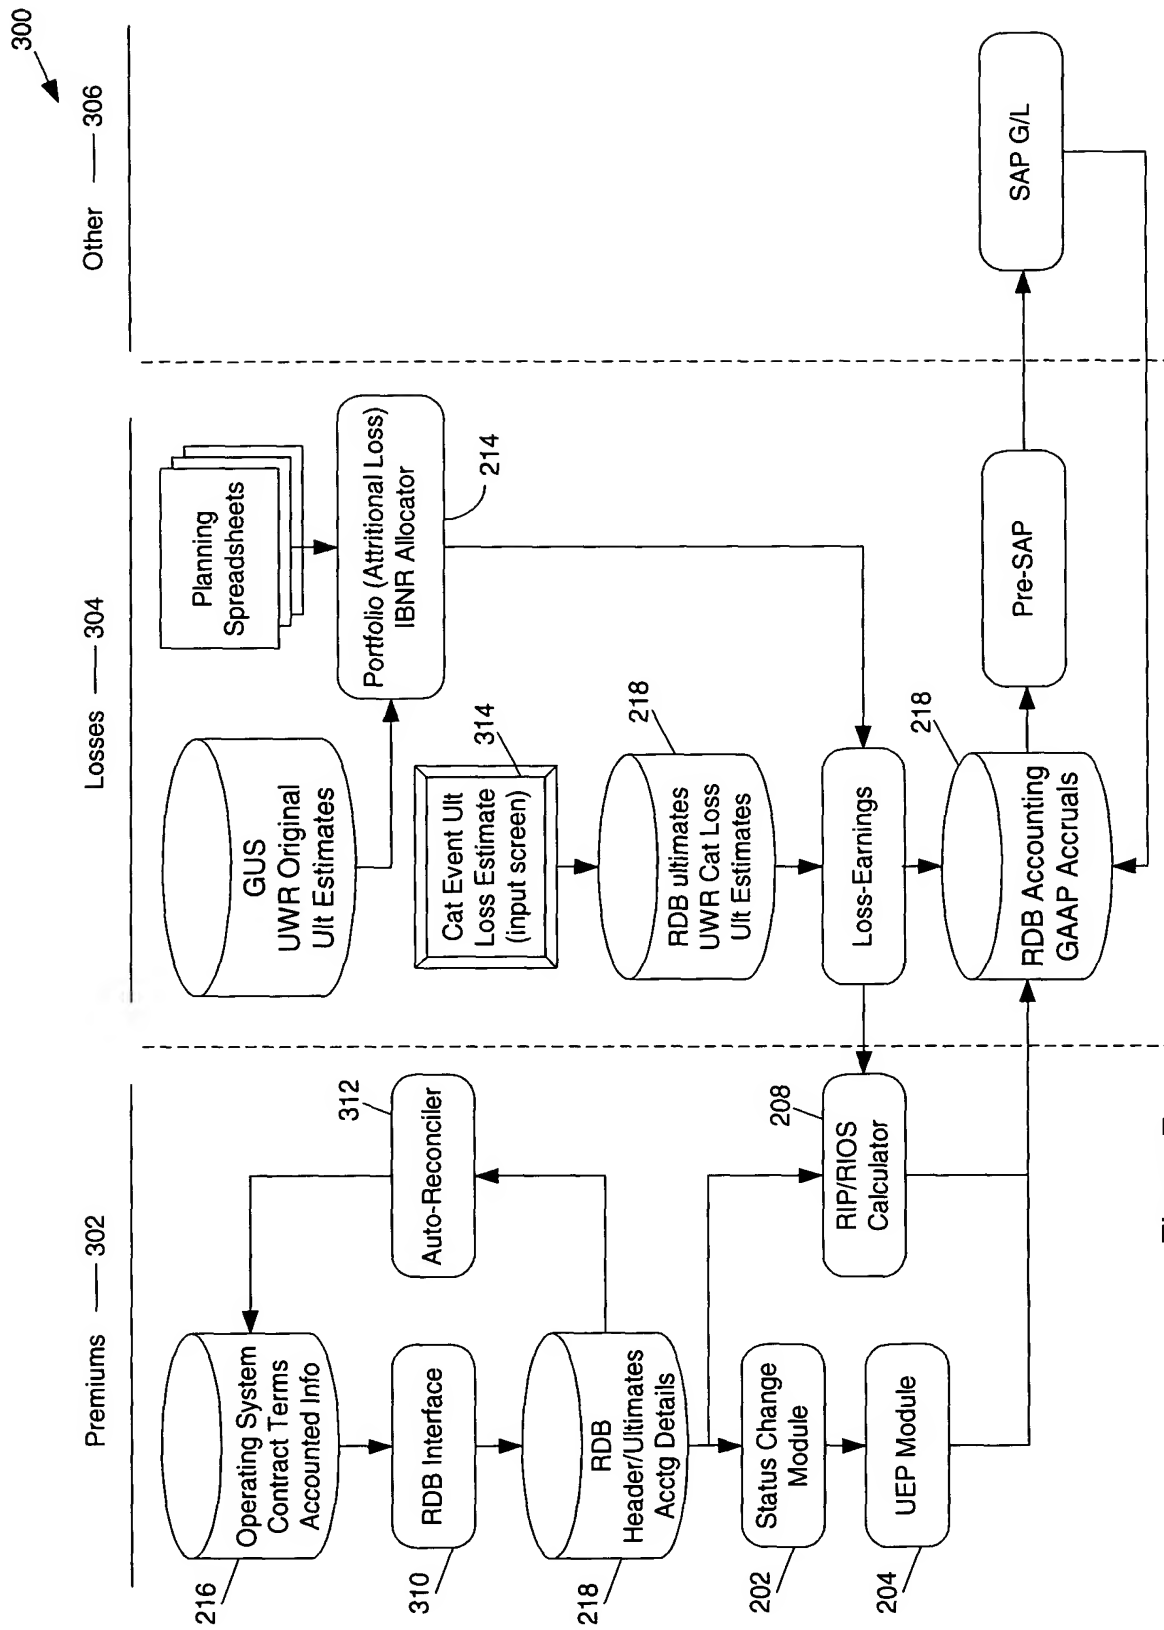 300
Premiums — 302
Losses — 304
Other — 306
Operating System
Contract Terms
Accounted Info
216
RDB Interface
310
RDB
Header/Ultimates
Acctg Details
218
Status Change
Module
202
UEP Module
204
Auto-Reconciler
312
RIP/RIOS
Calculator
208
GUS
UWR Original
Ult Estimates
Planning
Spreadsheets
Portfolio (Attritional Loss)
IBNR Allocator
214
Cat Event Ult
Loss Estimate
(input screen)
314
RDB ultimates
UWR Cat Loss
Ult Estimates
218
Loss-Earnings
RDB Accounting
GAAP Accruals
218
Pre-SAP
SAP G/L